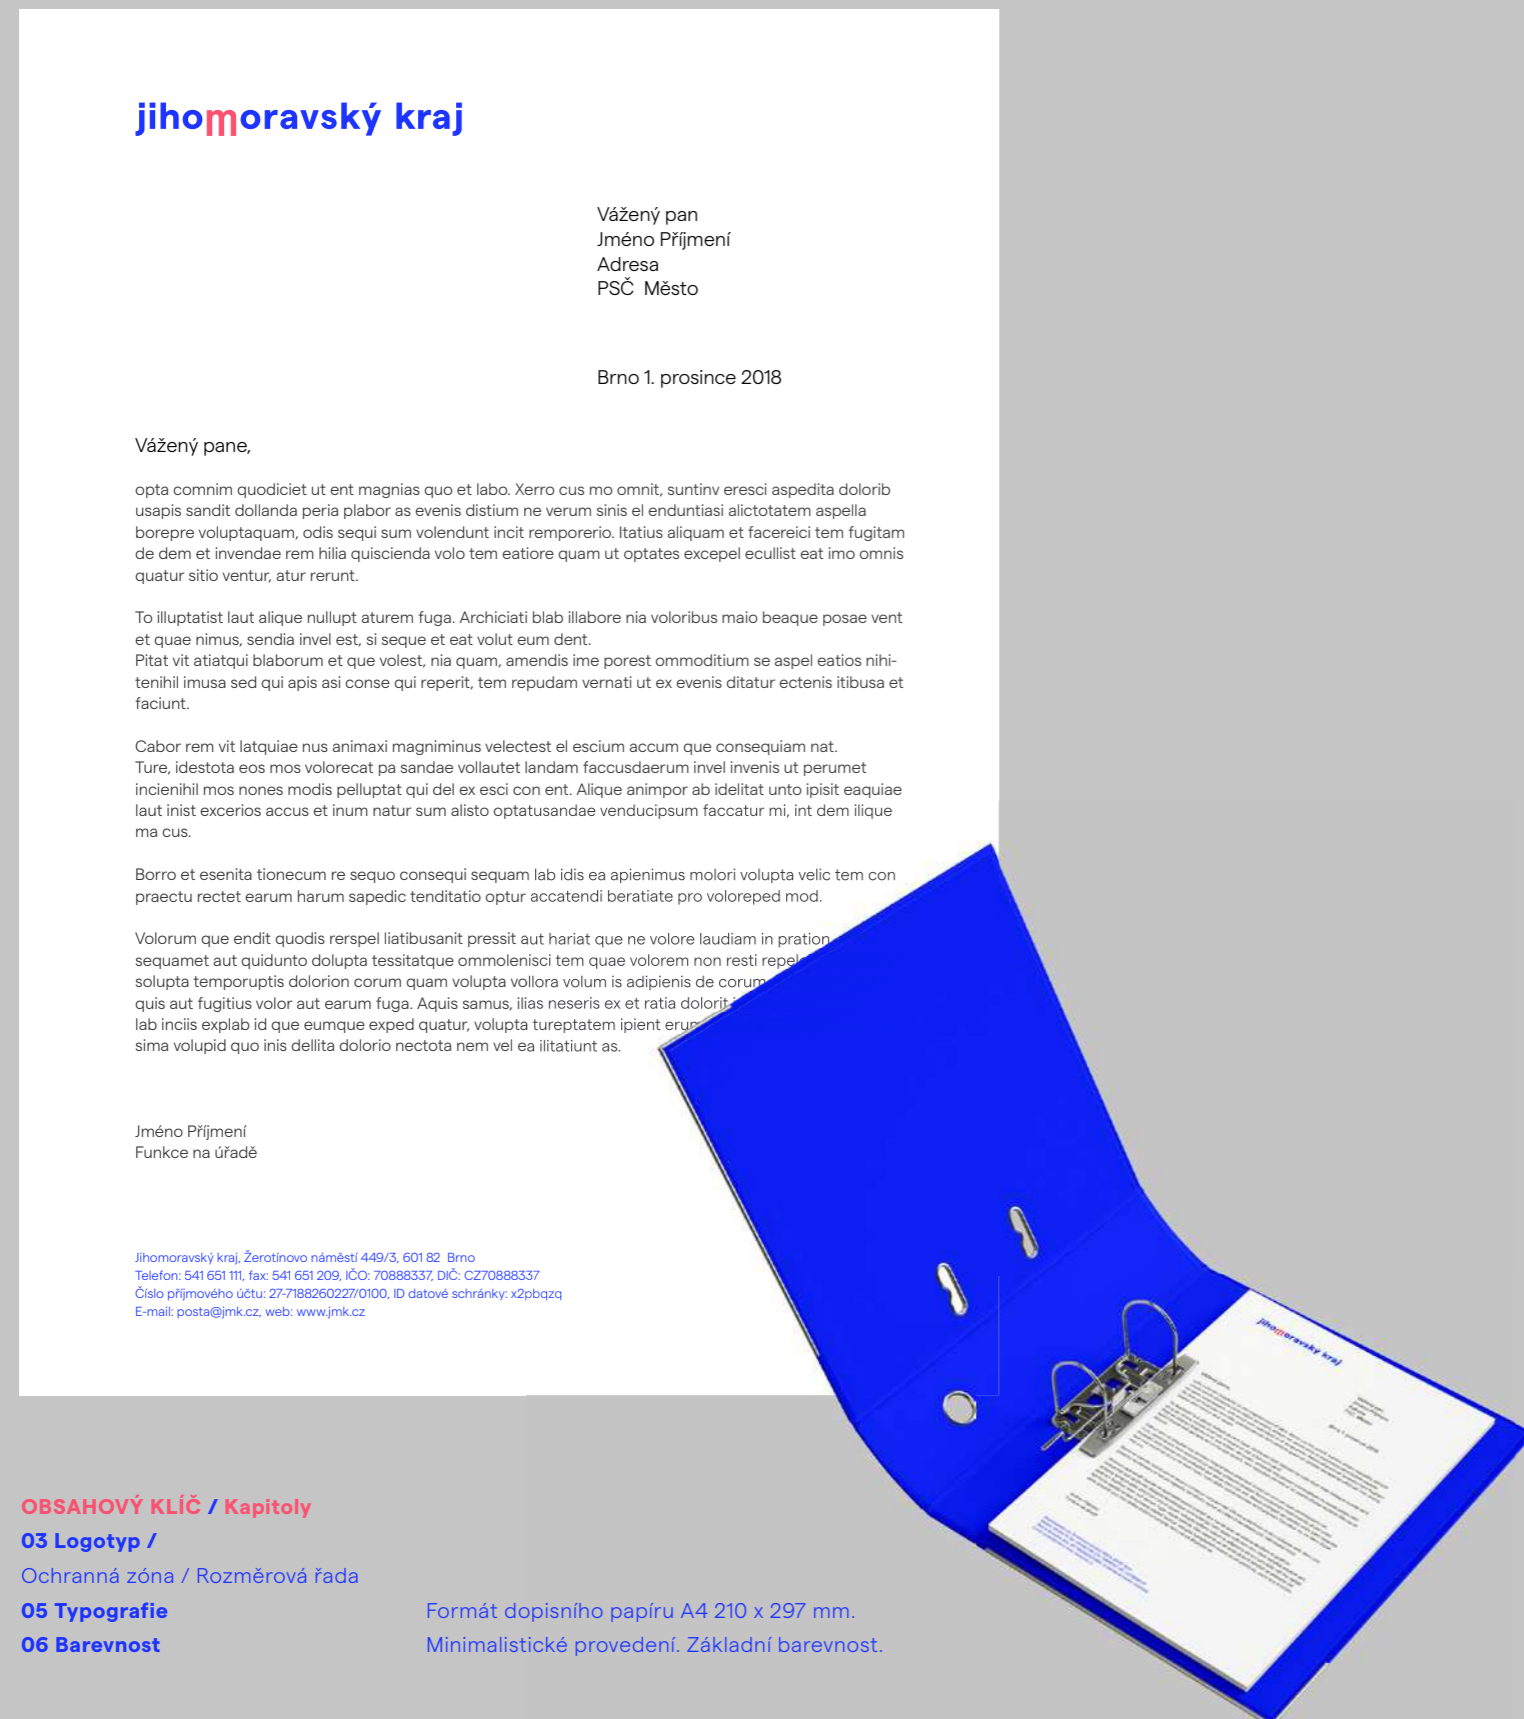 jihomoravský kraj
Vážený pan
Jméno Příjmení
Adresa
PSČ  Město
Brno 1. prosince 2018
Vážený pane,
opta comnim quodiciet ut ent magnias quo et labo. Xerro cus mo omnit, suntinv eresci aspedita dolorib
usapis sandit dollanda peria plabor as evenis distium ne verum sinis el enduntiasi alictotatem aspella
borepre voluptaquam, odis sequi sum volendunt incit remporerio. Itatius aliquam et facereici tem fugitam
de dem et invendae rem hilia quiscienda volo tem eatiore quam ut optates excepel ecullist eat imo omnis
quatur sitio ventur, atur rerunt.
To illuptatist laut alique nullupt aturem fuga. Archiciati blab illabore nia voloribus maio beaque posae vent
et quae nimus, sendia invel est, si seque et eat volut eum dent.
Pitat vit atiatqui blaborum et que volest, nia quam, amendis ime porest ommoditium se aspel eatios nihi-
tenihil imusa sed qui apis asi conse qui reperit, tem repudam vernati ut ex evenis ditatur ectenis itibusa et
faciunt.
Cabor rem vit latquiae nus animaxi magniminus velectest el escium accum que consequiam nat.
Ture, idestota eos mos volorecat pa sandae vollautet landam faccusdaerum invel invenis ut perumet
incienihil mos nones modis pelluptat qui del ex esci con ent. Alique animpor ab idelitat unto ipisit eaquiae
laut inist excerios accus et inum natur sum alisto optatusandae venducipsum faccatur mi, int dem ilique
ma cus.
Borro et esenita tionecum re sequo consequi sequam lab idis ea apienimus molori volupta velic tem con
praectu rectet earum harum sapedic tenditatio optur accatendi beratiate pro voloreped mod.
Volorum que endit quodis rerspel liatibusanit pressit aut hariat que ne volore laudiam in pration
sequamet aut quidunto dolupta tessitatque ommolenisci tem quae volorem non resti repel
solupta temporuptis dolorion corum quam volupta vollora volum is adipienis de corum
quis aut fugitius volor aut earum fuga. Aquis samus, ilias neseris ex et ratia dolorit
lab inciis explab id que eumque exped quatur, volupta tureptatem ipient erum
sima volupid quo inis dellita dolorio nectota nem vel ea ilitatiunt as.
Jméno Příjmení
Funkce na úřadě
Jihomoravský kraj, Žerotínovo náměstí 449/3, 601 82  Brno
Telefon: 541 651 111, fax: 541 651 209, IČO: 70888337, DIČ: CZ70888337
Číslo příjmového účtu: 27-7188260227/0100, ID datové schránky: x2pbqzq
E-mail: posta@jmk.cz, web: www.jmk.cz
jihomoravský kraj
OBSAHOVÝ KLÍČ / Kapitoly
03 Logotyp /
Ochranná zóna / Rozměrová řada
05 Typografie
06 Barevnost
Formát dopisního papíru A4 210 x 297 mm.
Minimalistické provedení. Základní barevnost.